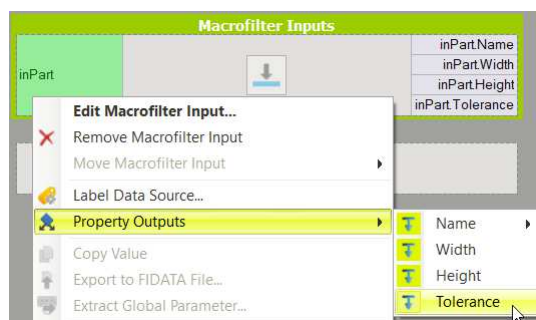 Macrofilter Inputs
inPart
inPart.Name
inPart.Width
inPart.Height
inPart.Tolerance
Edit Macrofilter Input...
Remove Macrofilter Input
Move Macrofilter Input
Label Data Source...
Property Outputs
Name
Width
Height
Tolerance
Copy Value
Export to FIDATA File...
Extract Global Parameter...